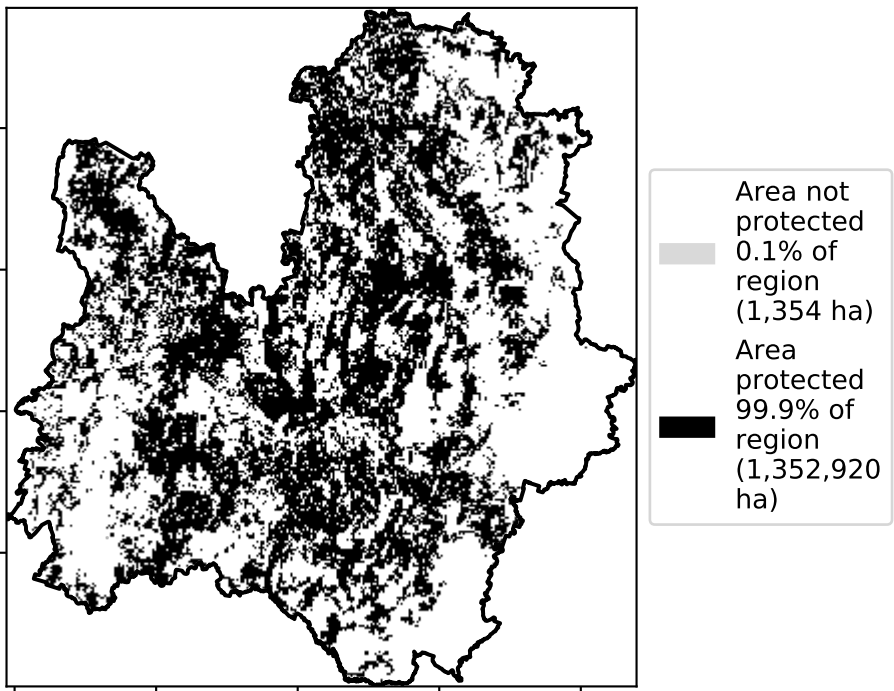 Area not
protected
0.1% of
region
(1,354 ha)
Area
protected
99.9% of
region
(1,352,920
ha)